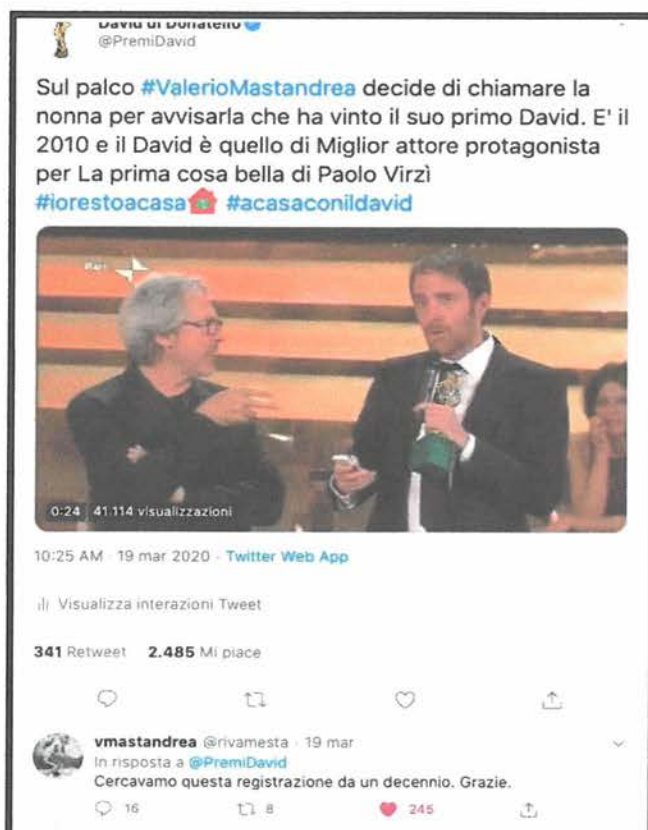 David di Donatello
@PremiDavid
Sul palco #ValerioMastandrea decide di chiamare la
nonna per avvisarla che ha vinto il suo primo David. E' il
2010 e il David è quello di Miglior attore protagonista
per La prima cosa bella di Paolo Virzì
#iorestoacasa #acasaconildavid
0:24 41.114 visualizzazioni
10:25 AM · 19 mar 2020 · Twitter Web App
Visualizza interazioni Tweet
341 Retweet 2.485 Mi piace
vmastandrea @rivamesta · 19 mar
In risposta a @PremiDavid
Cercavamo questa registrazione da un decennio. Grazie.
16 8 245